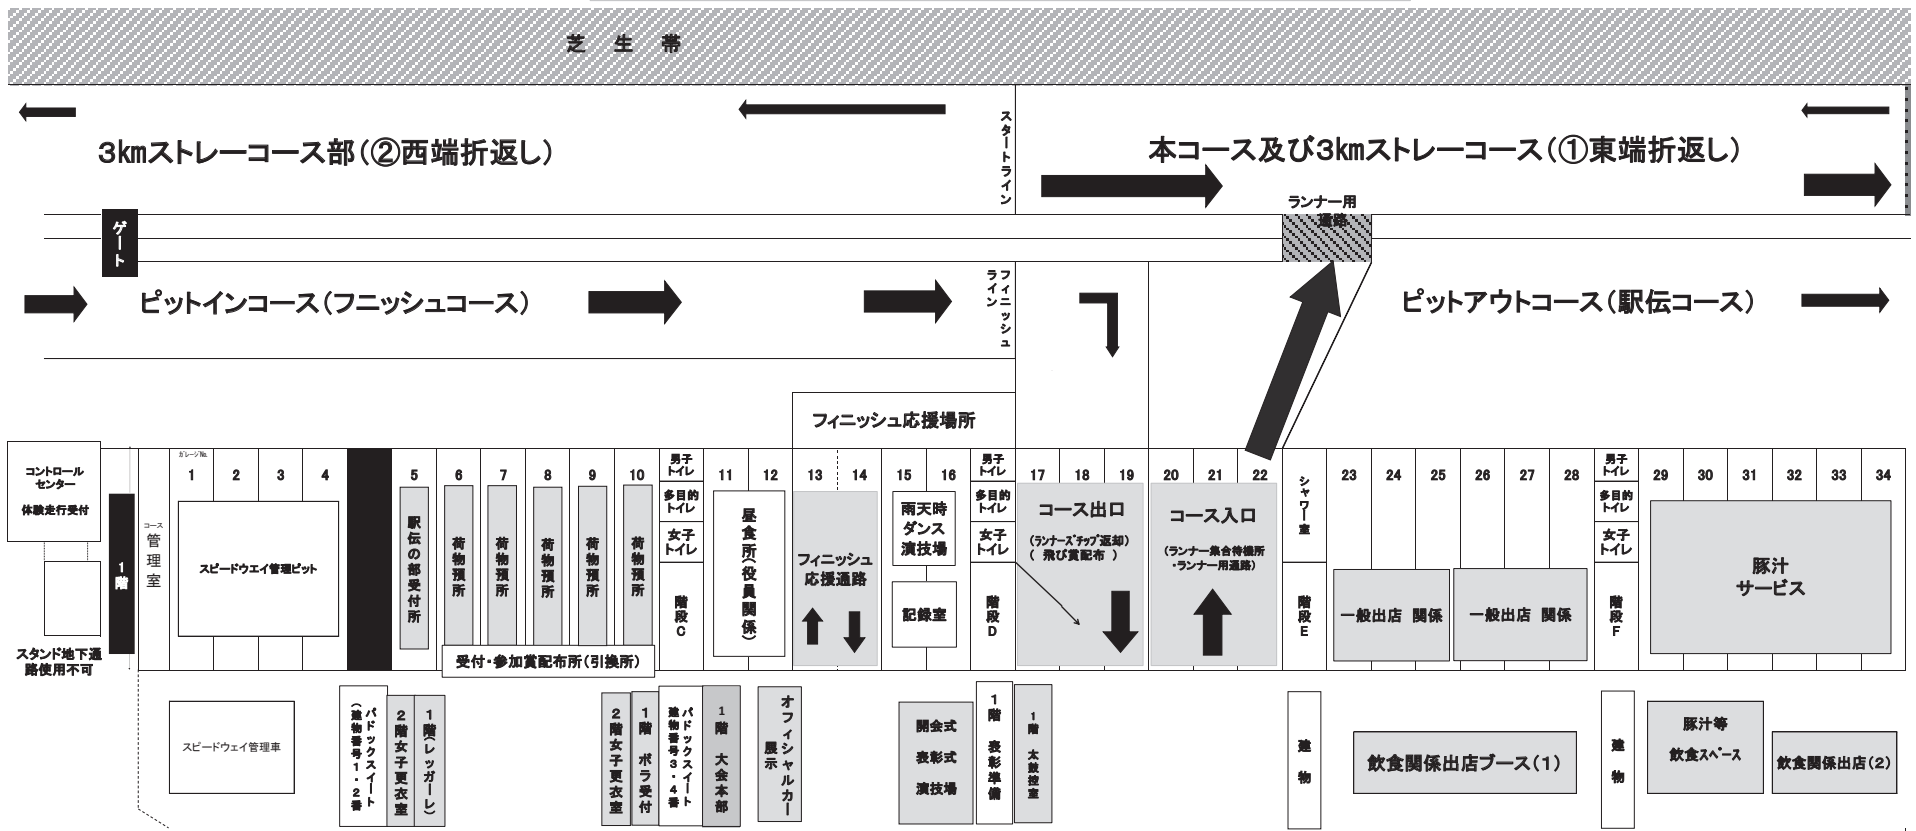 芝 生 帯
3㎞ストレーコース部(②西端折返し)
スタートライン
本コース及び3㎞ストレーコース(①東端折返し)
ランナー用
通路
ゲート
ピットインコース(フニッシュコース)
フィニッシュ
ライン
ピットアウトコース(駅伝コース)
フィニッシュ応援場所
コントロール
センター
体験走行受付
1階
スタンド地下通
路使用不可
コース
管理室
ガレージNo.
1
2
3
4
スピードウエイ管理ピット
5
駅伝の部受付所
6
荷物預所
7
荷物預所
8
荷物預所
9
荷物預所
10
荷物預所
受付・参加賞配布所(引換所)
男子
トイレ
多目的
トイレ
女子
トイレ
階段C
11
12
昼食所(役員関係)
13
14
フィニッシュ
応援通路
15
16
雨天時
ダンス
演技場
記録室
男子
トイレ
多目的
トイレ
女子
トイレ
階段D
17
18
19
コース出口
(ランナーズチップ返却)
( 飛び賞配布 )
20
21
22
コース入口
(ランナー集合待機所
・ランナー用通路)
シャワー室
階段E
23
24
25
一般出店 関係
26
27
28
一般出店 関係
男子
トイレ
多目的
トイレ
女子
トイレ
階段F
29
30
31
32
33
34
豚汁
サービス
スピードウェイ管理車
パドックスイート
(建物番号1・2番
2階女子更衣室
1階(レッガーレ)
2階女子更衣室
1階 ボラ受付
パドックスイート
建物番号3・4番
1階 大会本部
オフィシャルカー
展示
開会式
表彰式
演技場
1階 表彰準備
1階 太鼓控室
建物
飲食関係出店ブース(1)
建物
豚汁等
飲食スペース
飲食関係出店(2)